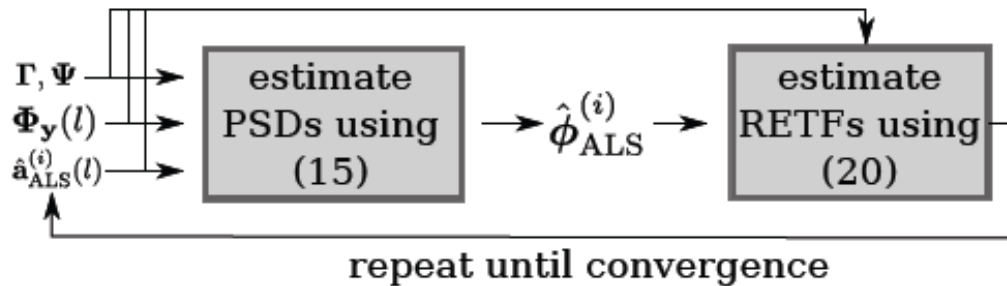 Γ, Ψ
Φ_y(l)
â_ALS^(i)(l)
estimate
PSDs using
(15)
ϕ̂_ALS^(i)
estimate
RETFs using
(20)
repeat until convergence